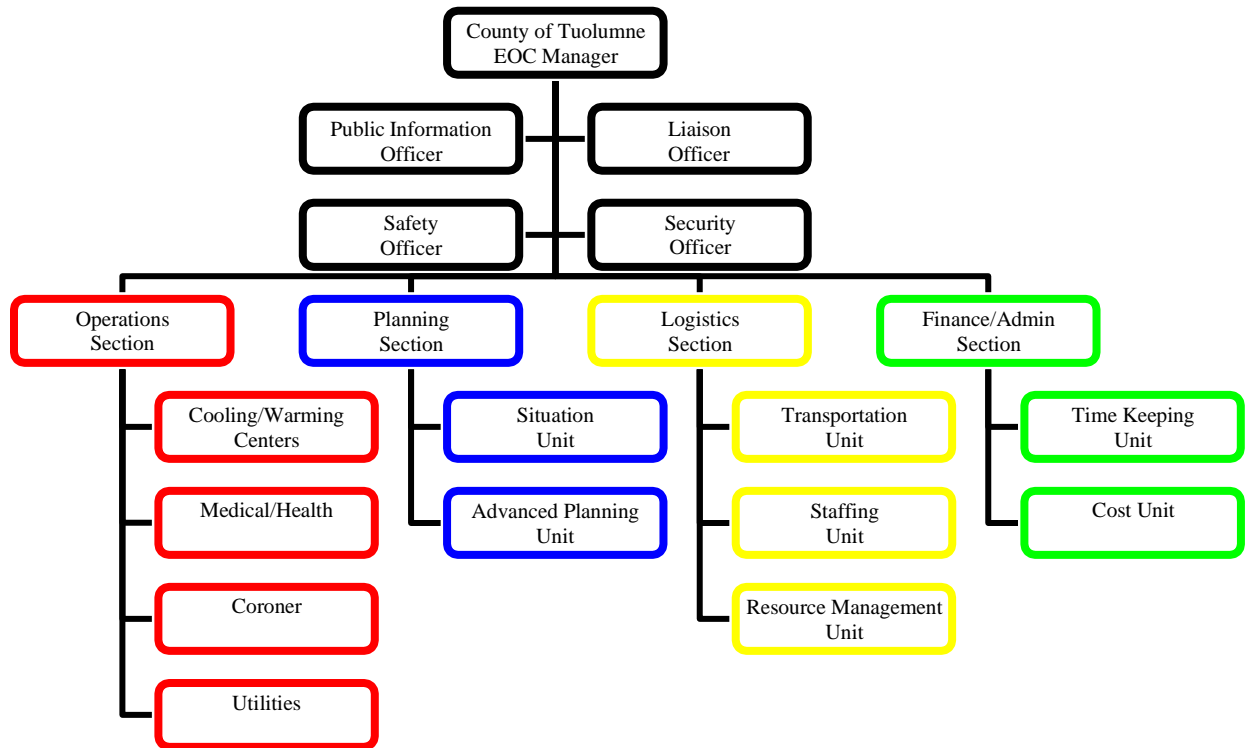 County of Tuolumne
EOC Manager
Public Information
Officer
Liaison
Officer
Safety
Officer
Security
Officer
Operations
Section
Planning
Section
Logistics
Section
Finance/Admin
Section
Cooling/Warming
Centers
Situation
Unit
Transportation
Unit
Time Keeping
Unit
Medical/Health
Advanced Planning
Unit
Staffing
Unit
Cost Unit
Coroner
Resource Management
Unit
Utilities